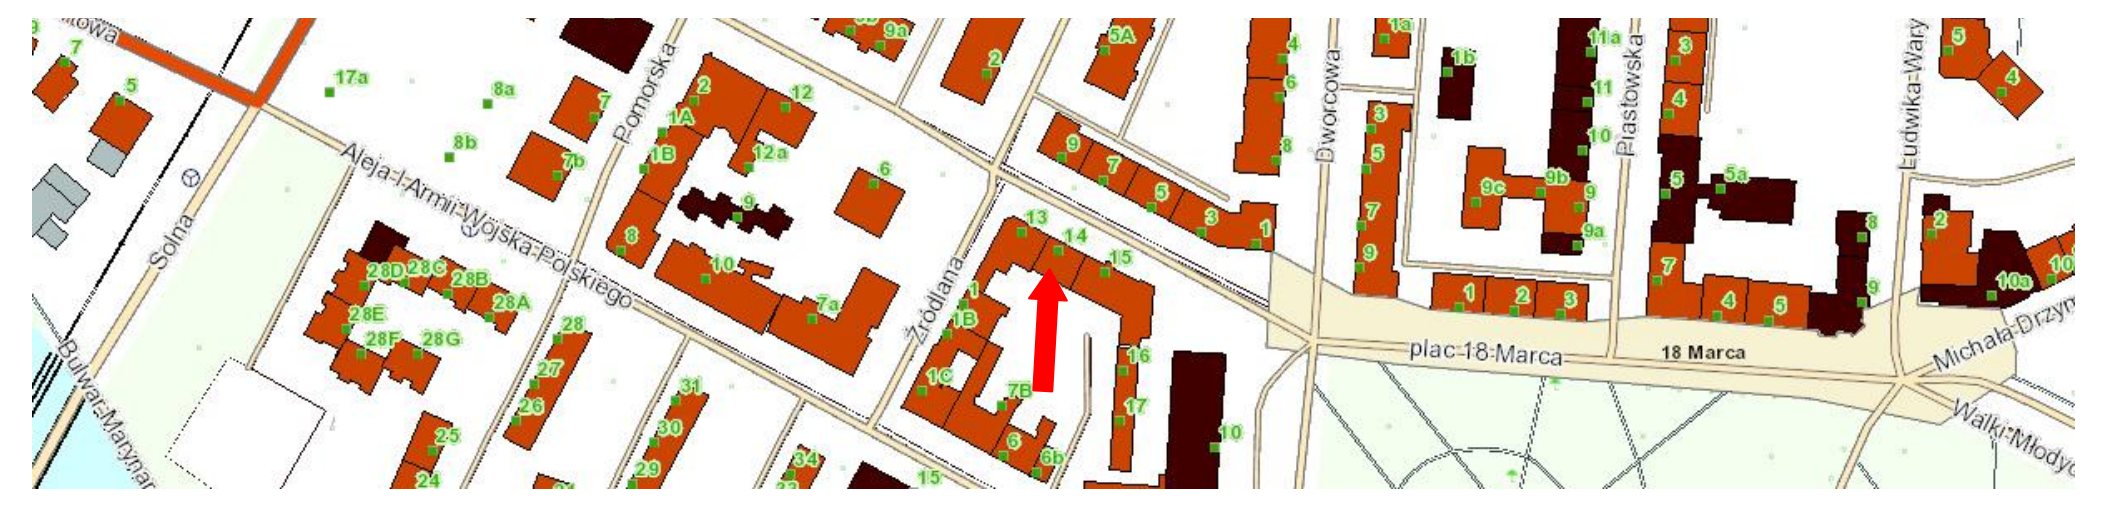 7
5
17a
8a
8b
7
7b
Pomorska
Solna
Aleja-I-Armii-Wojska-Polskiego
2
1A
1B
12
12a
9
8
10
7a
6
9a
2
5A
Źródlana
9
7
5
3
1
13
14
15
1
1B
1C
7B
6
6b
16
17
10
15
28D
28C
28B
28A
28E
28F
28G
28
27
26
25
24
31
30
29
34
Bulwar-Marynar
4
6
8
Dworcowa
1a
3
5
7
9
1b
11a
11
10
9c
9b
9
9a
1
2
3
Piastowska
3
4
5
5a
7
4
5
8
9
plac-18-Marca
18 Marca
Ludwika-Wary
5
4
2
10a
10
Michała-Drzym
Walki-Młodyc